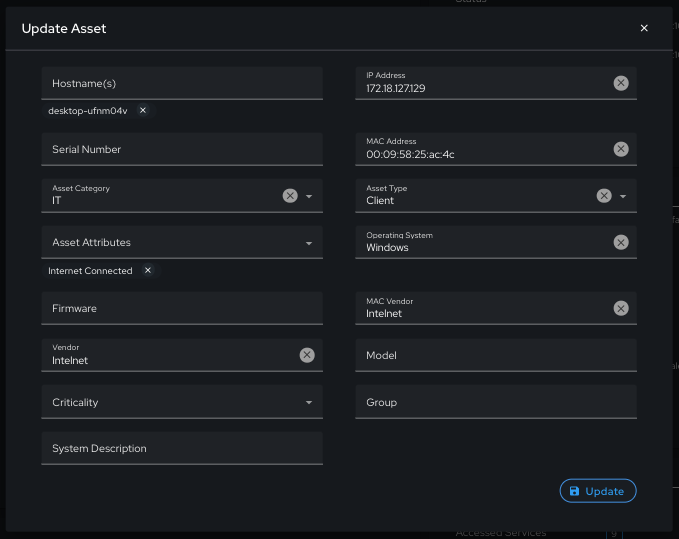 Update Asset
Hostname(s)
IP Address
172.18.127.129
desktop-ufnm04v
Serial Number
MAC Address
00:09:58:25:ac:4c
Asset Category
IT
Asset Type
Client
Asset Attributes
Operating System
Windows
Internet Connected
Firmware
MAC Vendor
Intelnet
Vendor
Intelnet
Model
Criticality
Group
System Description
Update
Accessed Services
9